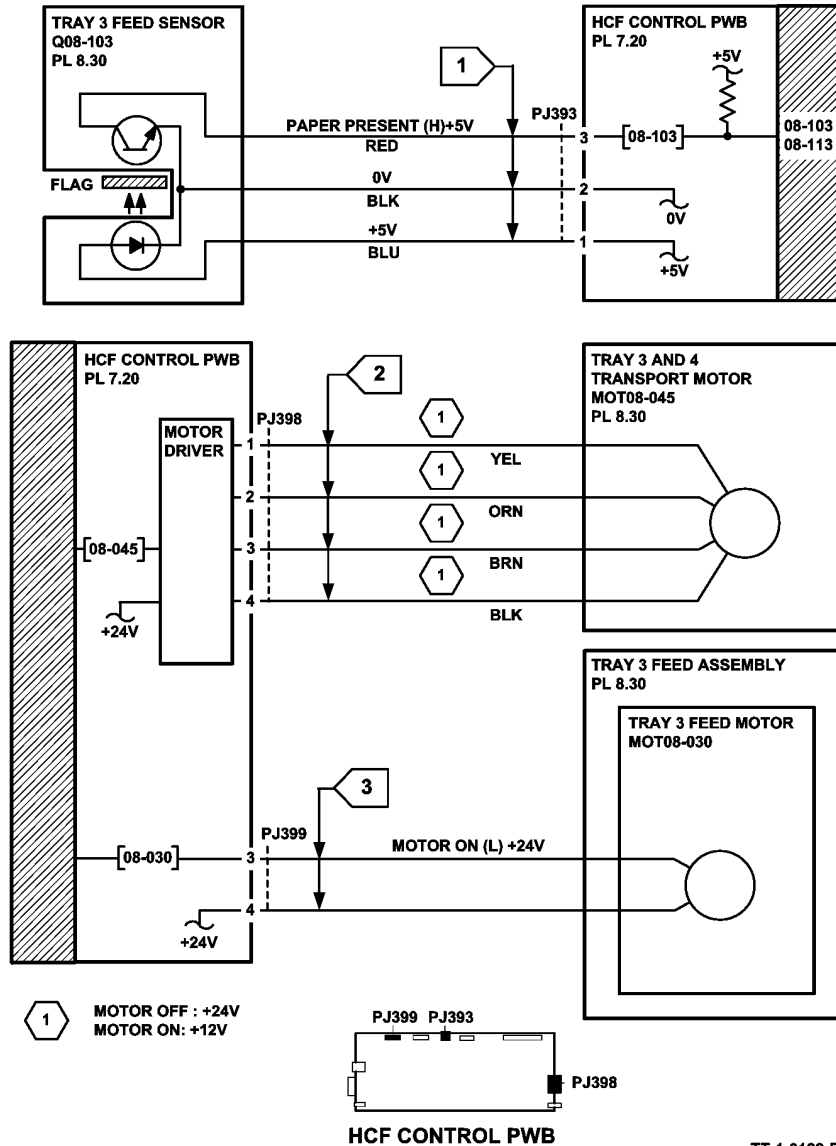 TRAY 3 FEED SENSOR
Q08-103
PL 8.30
FLAG
1
PAPER PRESENT (H)+5V
RED
0V
BLK
+5V
BLU
PJ393
3
2
1
HCF CONTROL PWB
PL 7.20
+5V
[08-103]
0V
+5V
08-103
08-113
HCF CONTROL PWB
PL 7.20
MOTOR
DRIVER
[08-045]
+24V
PJ398
1
2
3
4
2
1
YEL
1
ORN
1
BRN
1
BLK
TRAY 3 AND 4
TRANSPORT MOTOR
MOT08-045
PL 8.30
TRAY 3 FEED ASSEMBLY
PL 8.30
TRAY 3 FEED MOTOR
MOT08-030
3
[08-030]
PJ399
3
MOTOR ON (L) +24V
4
+24V
1
MOTOR OFF : +24V
MOTOR ON: +12V
PJ399 PJ393
PJ398
HCF CONTROL PWB